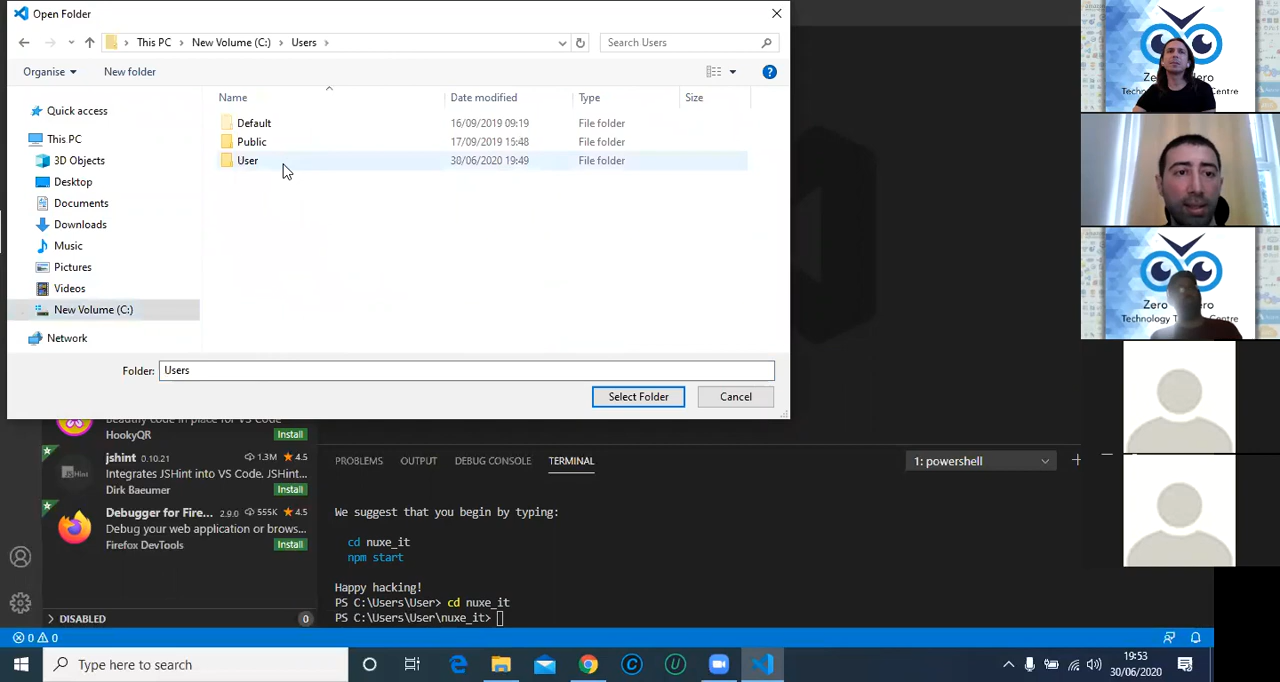 Open Folder
This PC > New Volume (C:) > Users >
Search Users
Organise
New folder
Name
Date modified
Type
Size
Quick access
This PC
3D Objects
Desktop
Documents
Downloads
Music
Pictures
Videos
New Volume (C:)
Network
Default 16/09/2019 09:19 File folder
Public 17/09/2019 15:48 File folder
User 30/06/2020 19:49 File folder
Folder: Users
Select Folder
Cancel
HookyQR
Install
jshint 0.10.21 1.3M 4.5
Integrates JSHint into VS Code. JSHint...
Dirk Baeumer
Install
Debugger for Fire... 2.9.0 555K 4.5
Debug your web application or brows...
Firefox DevTools
Install
DISABLED 0
PROBLEMS OUTPUT DEBUG CONSOLE TERMINAL
1: powershell
We suggest that you begin by typing:
cd nuxe_it
npm start
Happy hacking!
PS C:\Users\User> cd nuxe_it
PS C:\Users\User\nuxe_it>
0 0
Type here to search
19:53
30/06/2020